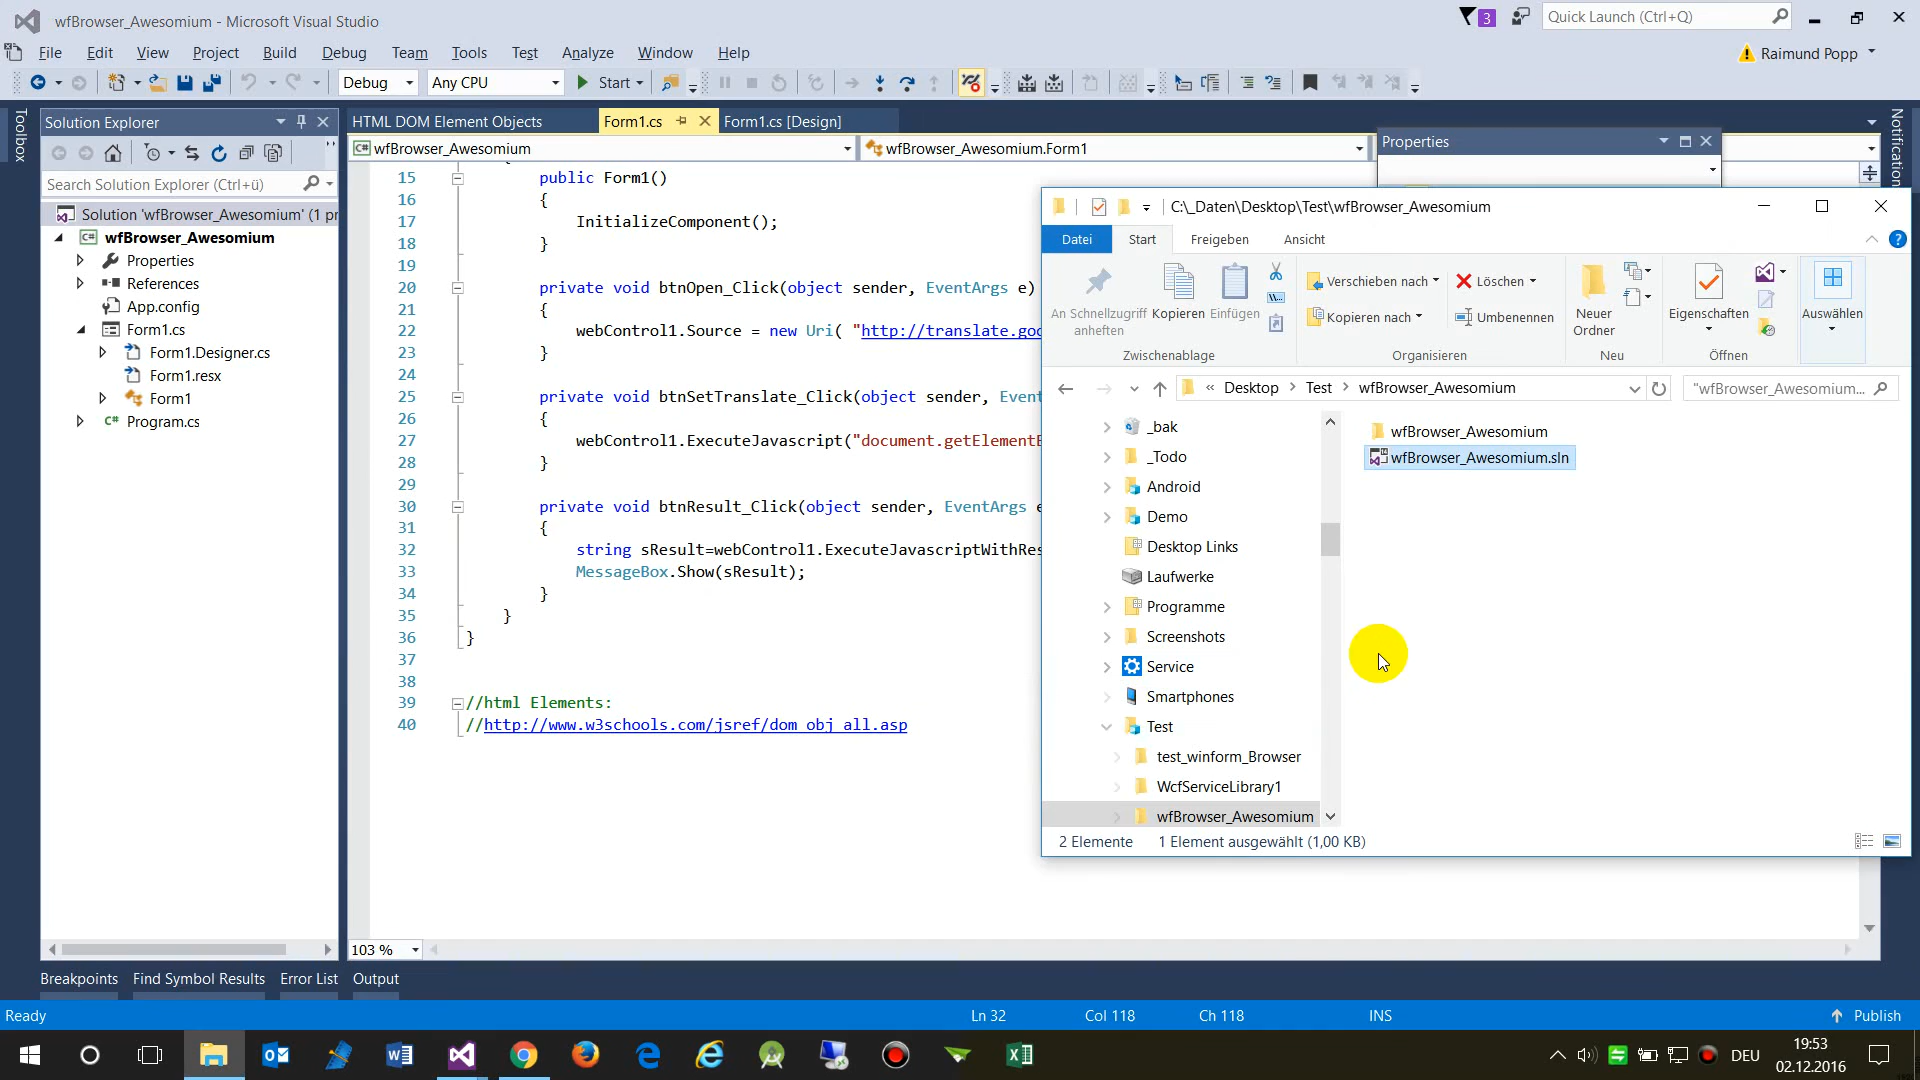 wfBrowser_Awesomium - Microsoft Visual Studio
3
Quick Launch (Ctrl+Q)
File Edit View Project Build Debug Team Tools Test Analyze Window Help
Raimund Popp
Debug
Any CPU
Start
Toolbox
Solution Explorer
Search Solution Explorer (Ctrl+ü)
Solution 'wfBrowser_Awesomium' (1 pr
wfBrowser_Awesomium
Properties
References
App.config
Form1.cs
Form1.Designer.cs
Form1.resx
Form1
Program.cs
HTML DOM Element Objects
Form1.cs
Form1.cs [Design]
wfBrowser_Awesomium
wfBrowser_Awesomium.Form1
15 public Form1()
16 {
17 InitializeComponent();
18 }
19
20 private void btnOpen_Click(object sender, EventArgs e)
21 {
22 webControl1.Source = new Uri( "http://translate.goo
23 }
24
25 private void btnSetTranslate_Click(object sender, Event
26 {
27 webControl1.ExecuteJavascript("document.getElementB
28 }
29
30 private void btnResult_Click(object sender, EventArgs e
31 {
32 string sResult=webControl1.ExecuteJavascriptWithRes
33 MessageBox.Show(sResult);
34 }
35 }
36 }
37
38
39 //html Elements:
40 //http://www.w3schools.com/jsref/dom_obj_all.asp
103 %
Properties
Notification
C:\_Daten\Desktop\Test\wfBrowser_Awesomium
Datei Start Freigeben Ansicht
An Schnellzugriff anheften
Kopieren
Einfügen
Zwischenablage
Verschieben nach
Kopieren nach
Löschen
Umbenennen
Organisieren
Neuer Ordner
Neu
Eigenschaften
Öffnen
Auswählen
« Desktop Test wfBrowser_Awesomium
"wfBrowser_Awesomium...
_bak
_Todo
Android
Demo
Desktop Links
Laufwerke
Programme
Screenshots
Service
Smartphones
Test
test_winform_Browser
WcfServiceLibrary1
wfBrowser_Awesomium
wfBrowser_Awesomium
wfBrowser_Awesomium.sln
2 Elemente 1 Element ausgewählt (1,00 KB)
Breakpoints Find Symbol Results Error List Output
Ready
Ln 32
Col 118
Ch 118
INS
Publish
DEU
19:53
02.12.2016